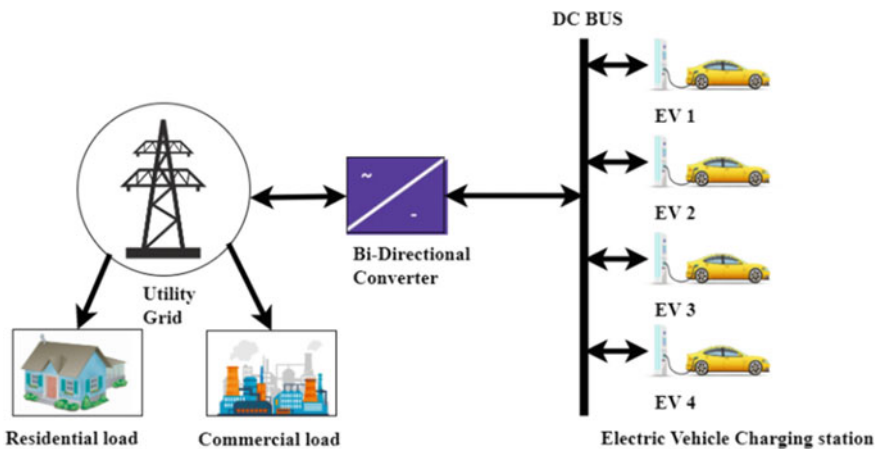 DC BUS
EV 1
EV 2
EV 3
EV 4
~
-
Bi-Directional
Converter
Utility
Grid
Residential load
Commercial load
Electric Vehicle Charging station